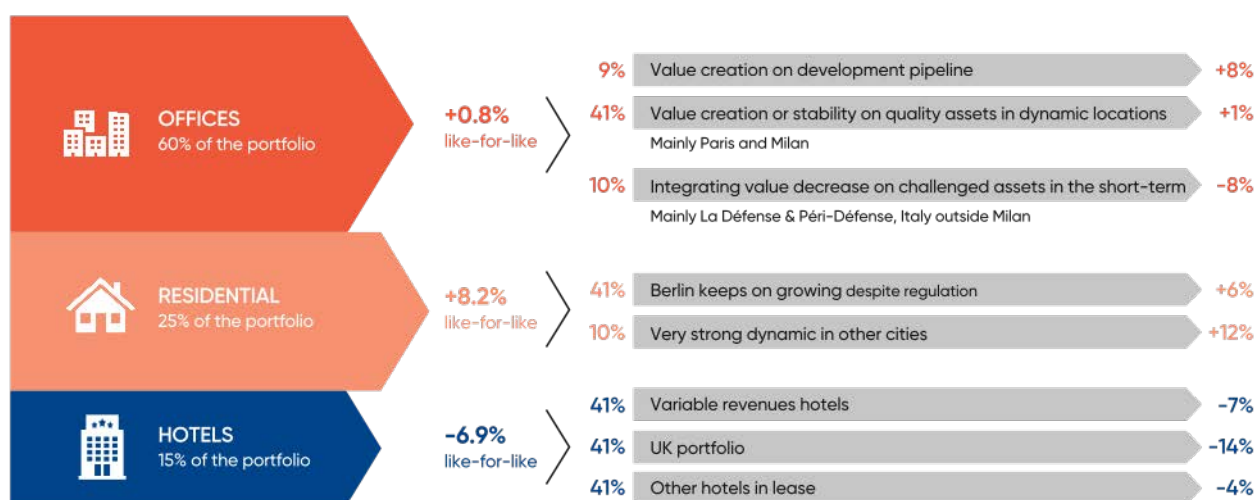 OFFICES
60% of the portfolio
+0.8%
like-for-like
9% Value creation on development pipeline +8%
41% Value creation or stability on quality assets in dynamic locations +1%
Mainly Paris and Milan
10% Integrating value decrease on challenged assets in the short-term -8%
Mainly La Défense & Péri-Défense, Italy outside Milan
RESIDENTIAL
25% of the portfolio
+8.2%
like-for-like
41% Berlin keeps on growing despite regulation +6%
10% Very strong dynamic in other cities +12%
HOTELS
15% of the portfolio
-6.9%
like-for-like
41% Variable revenues hotels -7%
41% UK portfolio -14%
41% Other hotels in lease -4%